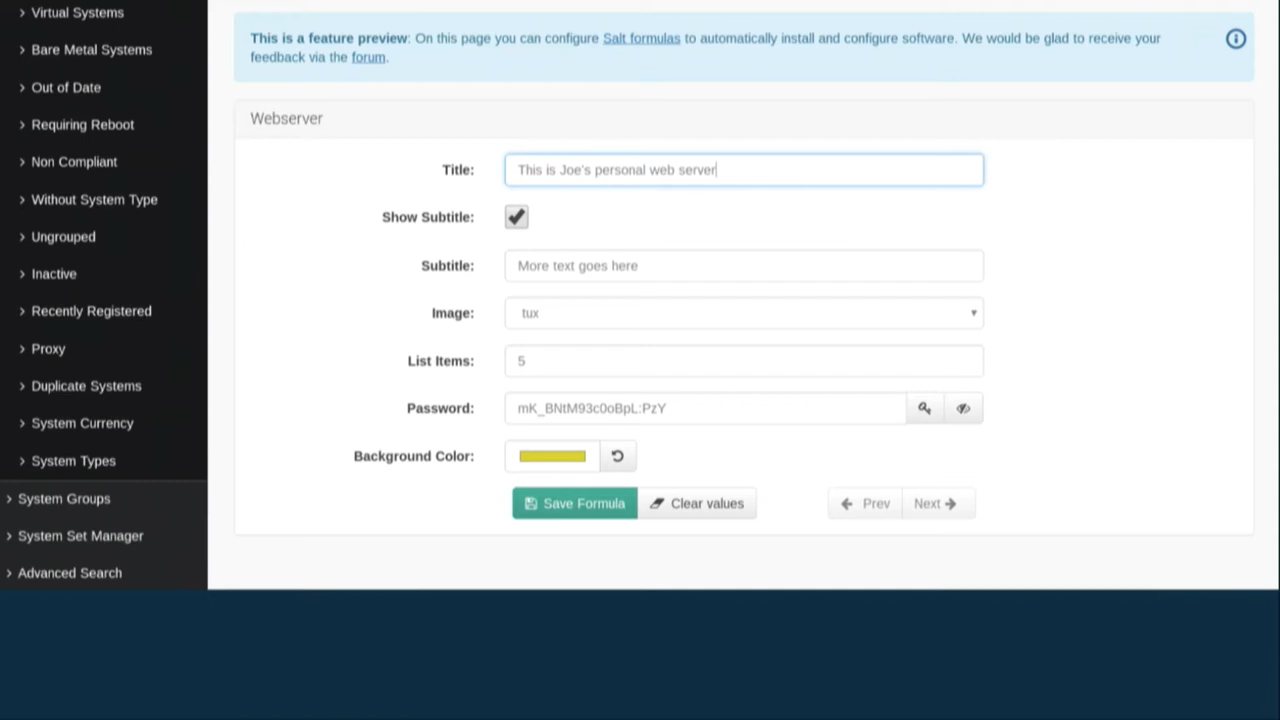 Virtual Systems
Bare Metal Systems
Out of Date
Requiring Reboot
Non Compliant
Without System Type
Ungrouped
Inactive
Recently Registered
Proxy
Duplicate Systems
System Currency
System Types
System Groups
System Set Manager
Advanced Search
This is a feature preview: On this page you can configure Salt formulas to automatically install and configure software. We would be glad to receive your
feedback via the forum.
Webserver
Title: This is Joe's personal web server
Show Subtitle:
Subtitle: More text goes here
Image: tux
List Items: 5
Password: mK_BNtM93c0oBpL:PzY
Background Color:
Save Formula Clear values Prev Next